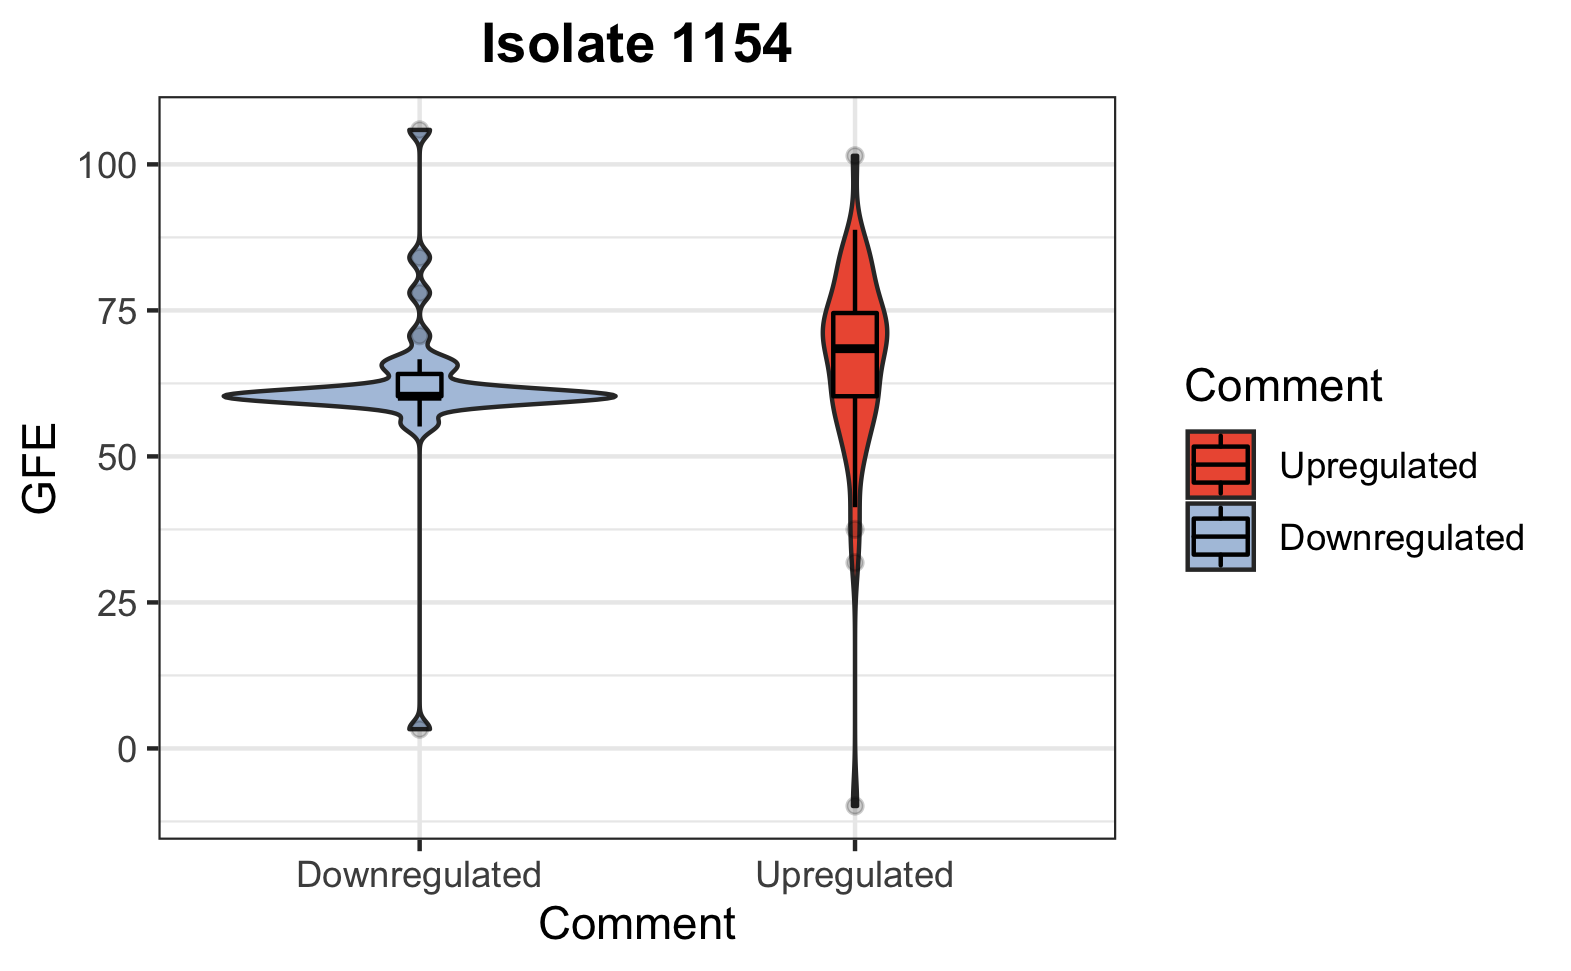 Isolate 1154
100
75
50
25
0
GFE
Downregulated
Upregulated
Comment
Comment
Upregulated
Downregulated